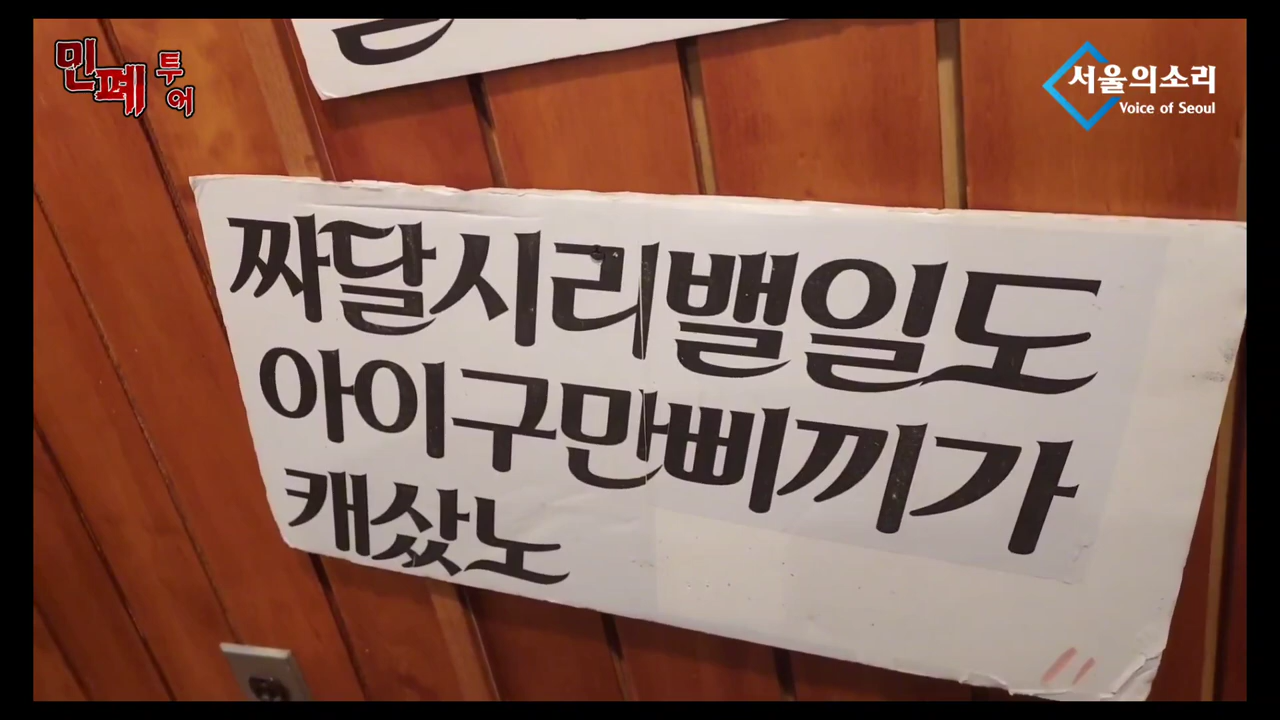 민폐 투어
서울의소리
Voice of Seoul
짜달시리밸일도
아이구만삐끼가
캐샀노